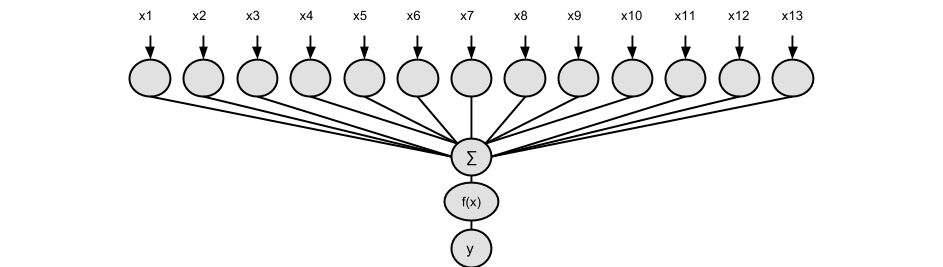 x1 x2 x3 x4 x5 x6 x7 x8 x9 x10 x11 x12 x13
∑
f(x)
y